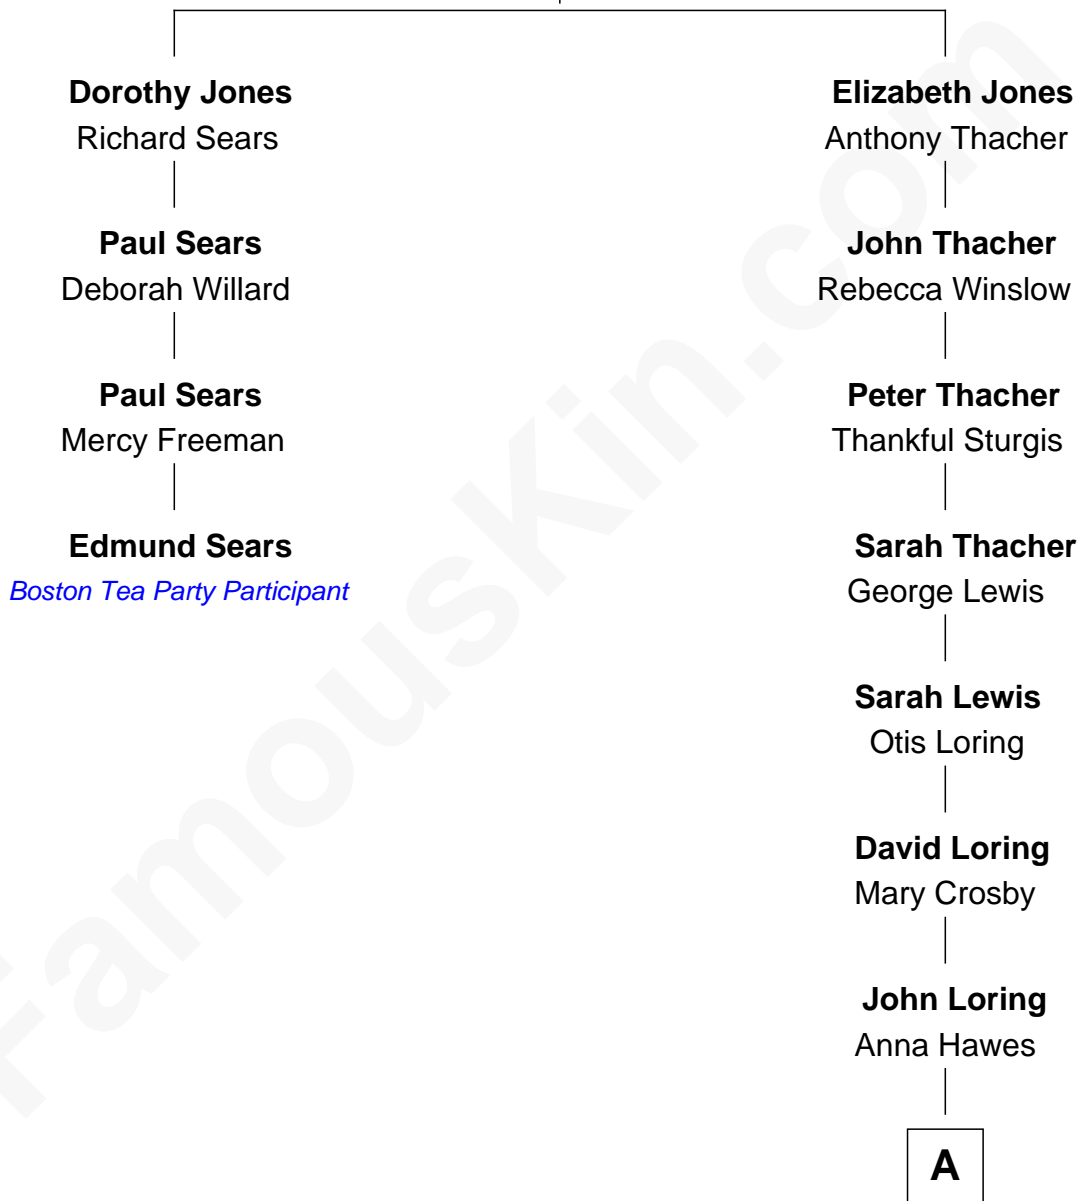 Dorothy Jones
Richard Sears
Paul Sears
Deborah Willard
Paul Sears
Mercy Freeman
Edmund Sears
Boston Tea Party Participant
Elizabeth Jones
Anthony Thacher
John Thacher
Rebecca Winslow
Peter Thacher
Thankful Sturgis
Sarah Thacher
George Lewis
Sarah Lewis
Otis Loring
David Loring
Mary Crosby
John Loring
Anna Hawes
A
FamousKin.com